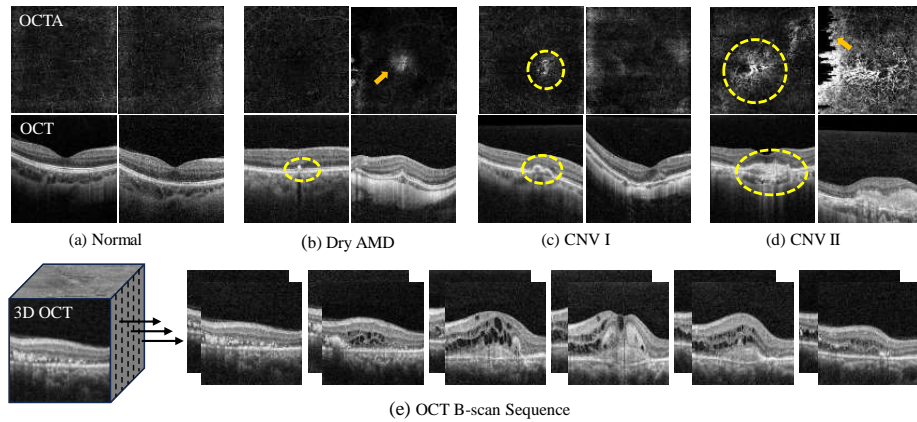 OCTA
OCT
(a) Normal
(b) Dry AMD
(c) CNV I
(d) CNV II
3D OCT
(e) OCT B-scan Sequence